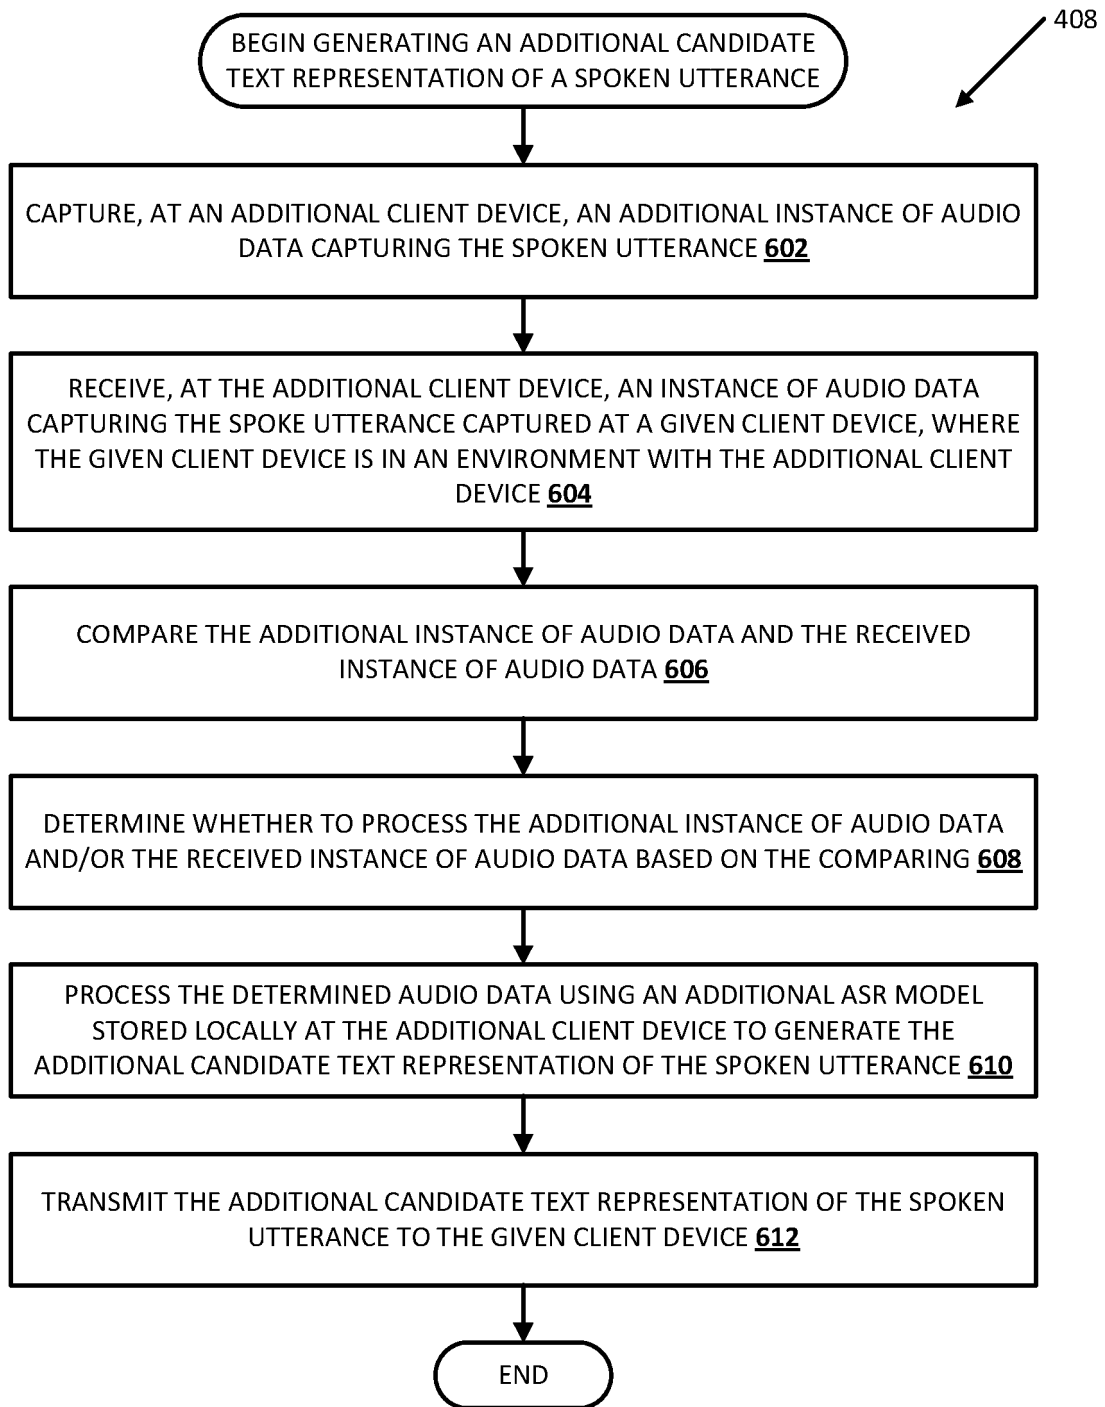 408
BEGIN GENERATING AN ADDITIONAL CANDIDATE
TEXT REPRESENTATION OF A SPOKEN UTTERANCE
CAPTURE, AT AN ADDITIONAL CLIENT DEVICE, AN ADDITIONAL INSTANCE OF AUDIO
DATA CAPTURING THE SPOKEN UTTERANCE 602
RECEIVE, AT THE ADDITIONAL CLIENT DEVICE, AN INSTANCE OF AUDIO DATA
CAPTURING THE SPOKE UTTERANCE CAPTURED AT A GIVEN CLIENT DEVICE, WHERE
THE GIVEN CLIENT DEVICE IS IN AN ENVIRONMENT WITH THE ADDITIONAL CLIENT
DEVICE 604
COMPARE THE ADDITIONAL INSTANCE OF AUDIO DATA AND THE RECEIVED
INSTANCE OF AUDIO DATA 606
DETERMINE WHETHER TO PROCESS THE ADDITIONAL INSTANCE OF AUDIO DATA
AND/OR THE RECEIVED INSTANCE OF AUDIO DATA BASED ON THE COMPARING 608
PROCESS THE DETERMINED AUDIO DATA USING AN ADDITIONAL ASR MODEL
STORED LOCALLY AT THE ADDITIONAL CLIENT DEVICE TO GENERATE THE
ADDITIONAL CANDIDATE TEXT REPRESENTATION OF THE SPOKEN UTTERANCE 610
TRANSMIT THE ADDITIONAL CANDIDATE TEXT REPRESENTATION OF THE SPOKEN
UTTERANCE TO THE GIVEN CLIENT DEVICE 612
END